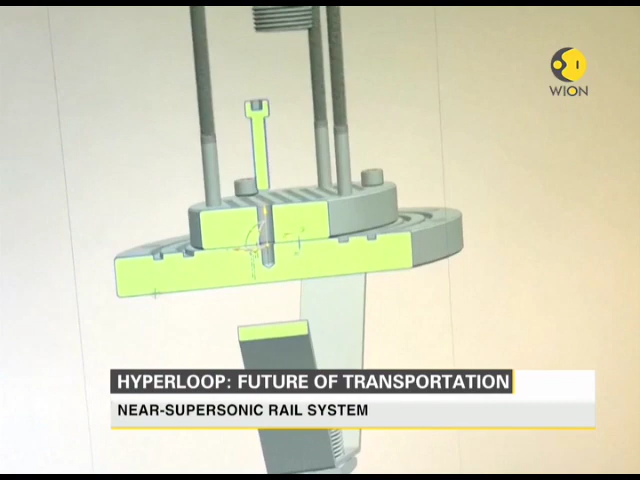 WION
HYPERLOOP: FUTURE OF TRANSPORTATION
NEAR-SUPERSONIC RAIL SYSTEM